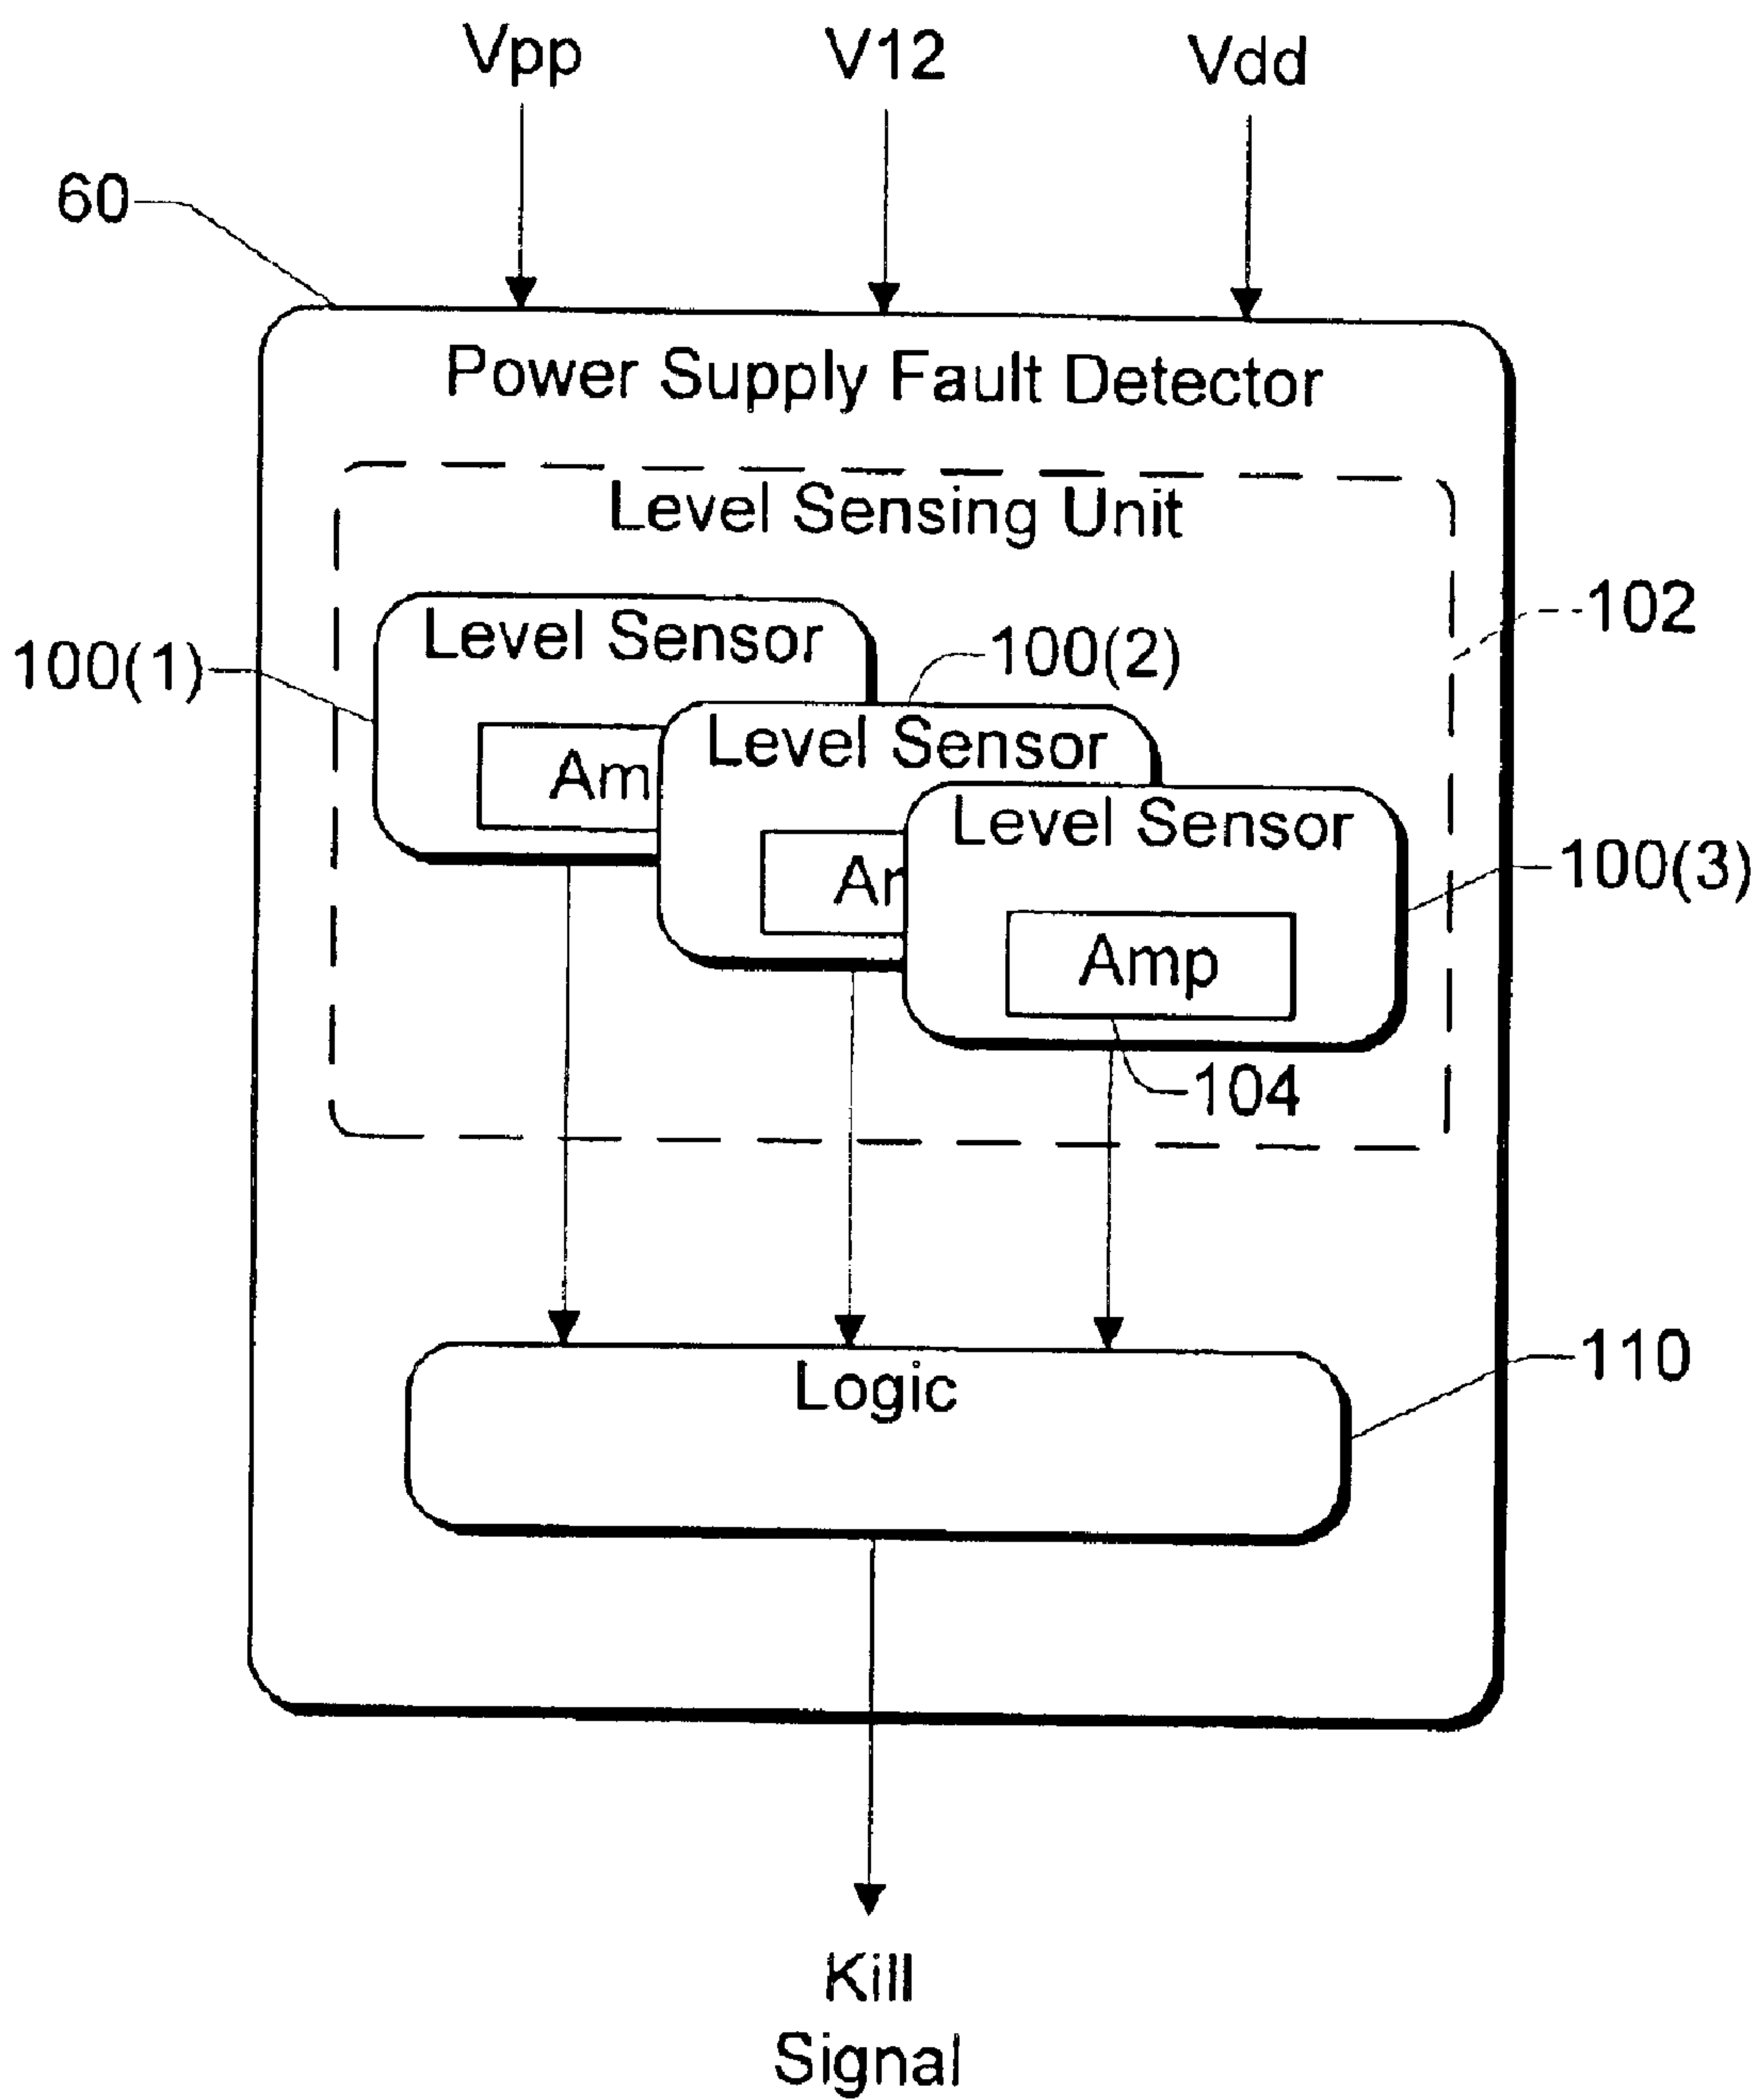 Vpp
V12
Vdd
60
Power Supply Fault Detector
Level Sensing Unit
102
Level Sensor
100(1)
100(2)
Level Sensor
Am
Level Sensor
100(3)
Ar
Amp
104
Logic
110
Kill
Signal